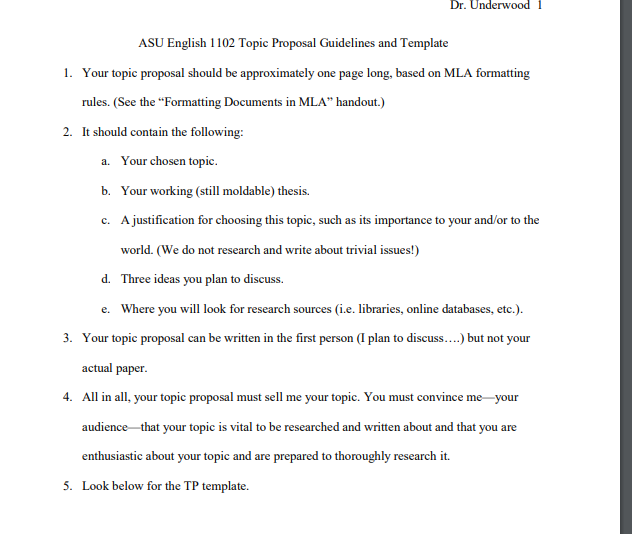 Dr. Underwood 1
ASU English 1102 Topic Proposal Guidelines and Template
1. Your topic proposal should be approximately one page long, based on MLA formatting
rules. (See the “Formatting Documents in MLA” handout.)
2. It should contain the following:
a. Your chosen topic.
b. Your working (still moldable) thesis.
c. A justification for choosing this topic, such as its importance to your and/or to the
world. (We do not research and write about trivial issues!)
d. Three ideas you plan to discuss.
e. Where you will look for research sources (i.e. libraries, online databases, etc.).
3. Your topic proposal can be written in the first person (I plan to discuss….) but not your
actual paper.
4. All in all, your topic proposal must sell me your topic. You must convince me—your
audience—that your topic is vital to be researched and written about and that you are
enthusiastic about your topic and are prepared to thoroughly research it.
5. Look below for the TP template.